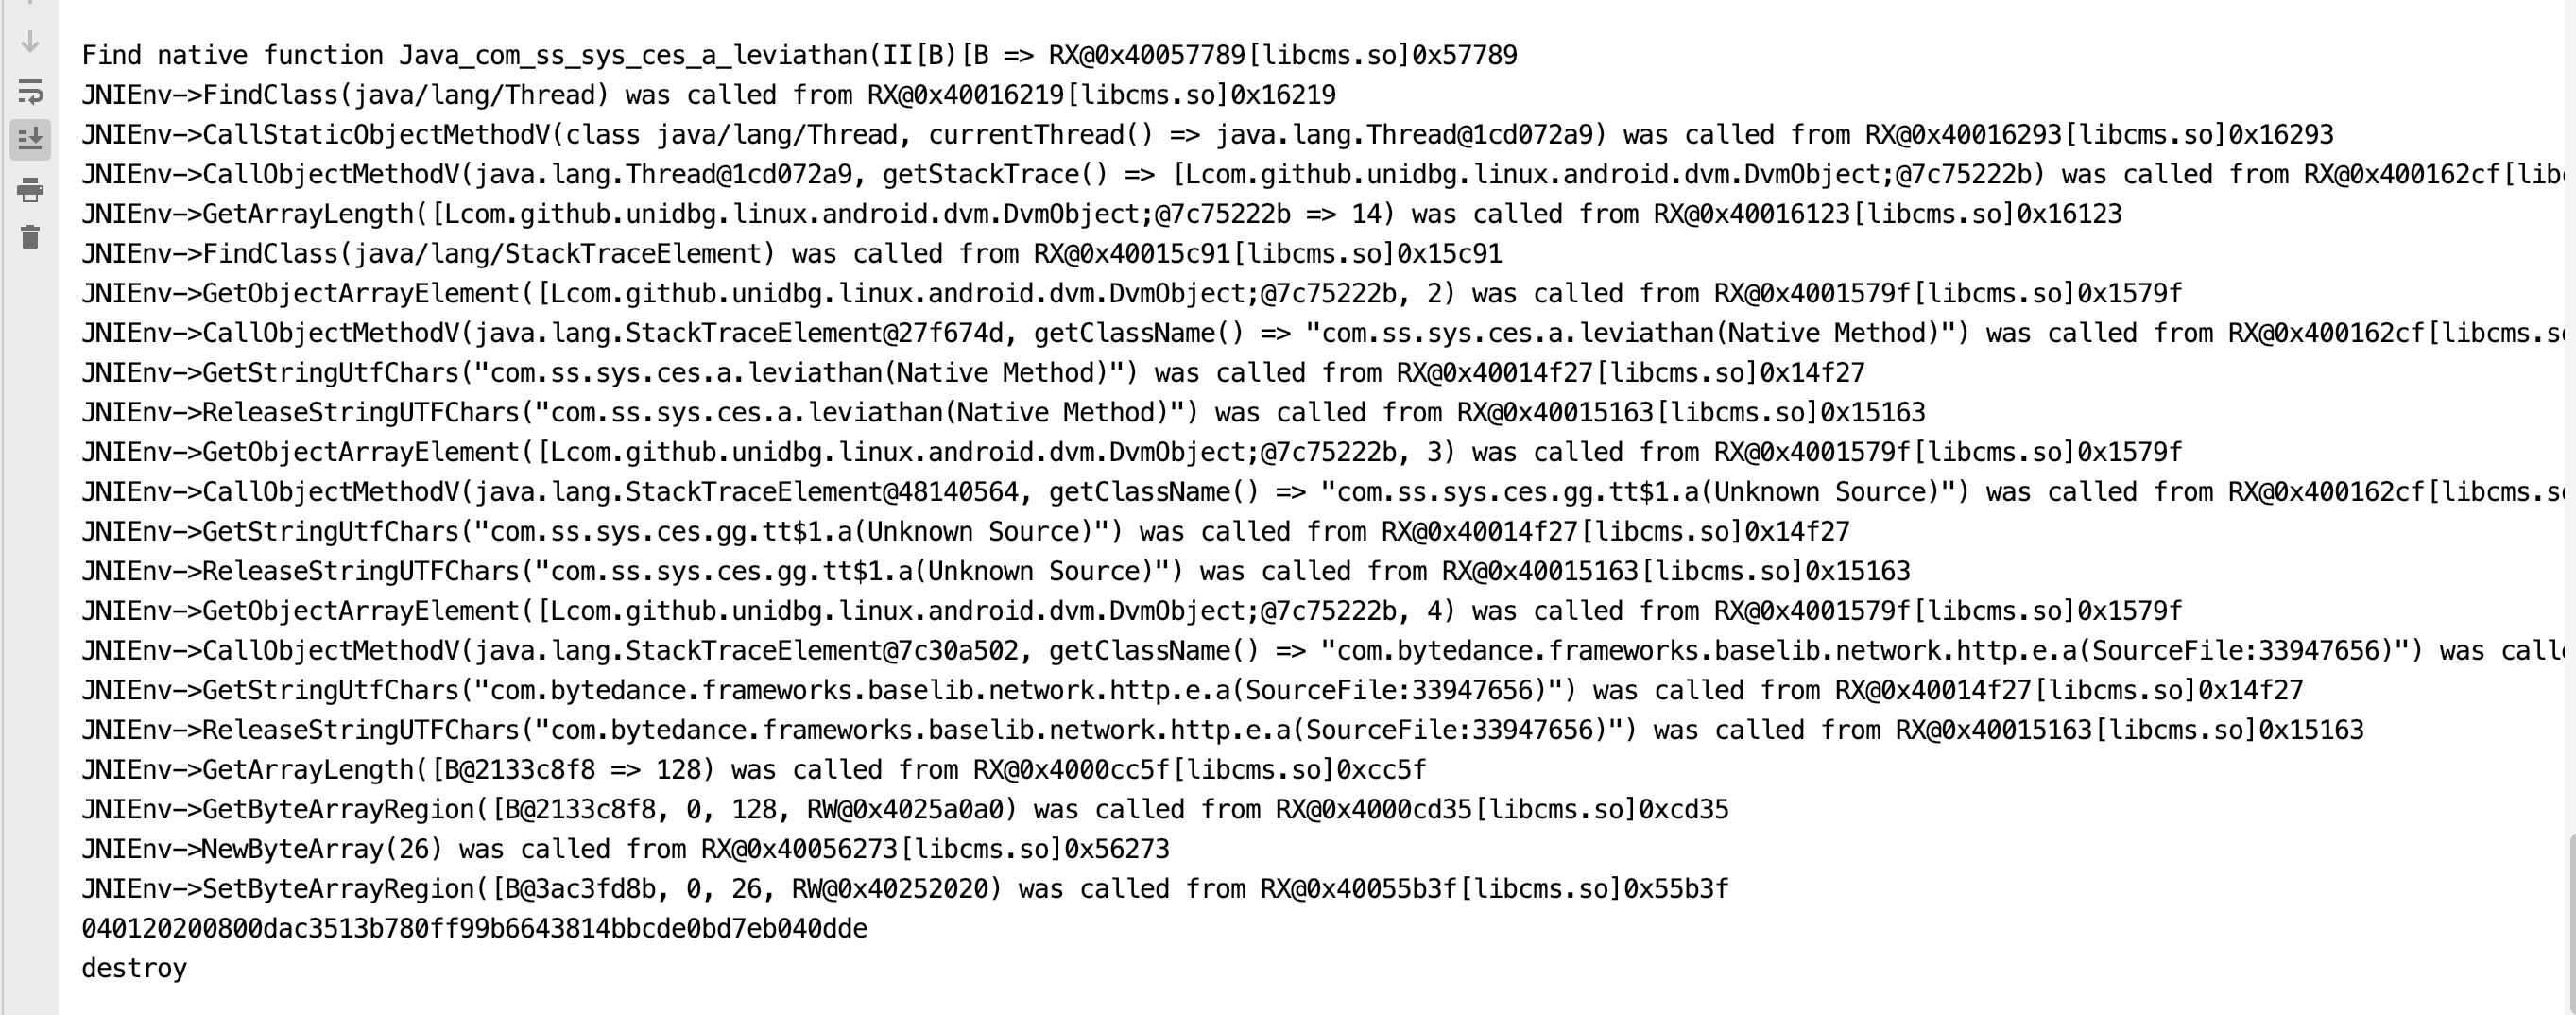 Find native function Java_com_ss_sys_ces_a_leviathan(II[B)[B => RX@0x40057789[libcms.so]0x57789
JNIEnv->FindClass(java/lang/Thread) was called from RX@0x40016219[libcms.so]0x16219
JNIEnv->CallStaticObjectMethodV(class java/lang/Thread, currentThread() => java.lang.Thread@1cd072a9) was called from RX@0x40016293[libcms.so]0x16293
JNIEnv->CallObjectMethodV(java.lang.Thread@1cd072a9, getStackTrace() => [Lcom.github.unidbg.linux.android.dvm.DvmObject;@7c75222b) was called from RX@0x400162cf[lib
JNIEnv->GetArrayLength([Lcom.github.unidbg.linux.android.dvm.DvmObject;@7c75222b => 14) was called from RX@0x40016123[libcms.so]0x16123
JNIEnv->FindClass(java/lang/StackTraceElement) was called from RX@0x40015c91[libcms.so]0x15c91
JNIEnv->GetObjectArrayElement([Lcom.github.unidbg.linux.android.dvm.DvmObject;@7c75222b, 2) was called from RX@0x4001579f[libcms.so]0x1579f
JNIEnv->CallObjectMethodV(java.lang.StackTraceElement@27f674d, getClassName() => "com.ss.sys.ces.a.leviathan(Native Method)") was called from RX@0x400162cf[libcms.s
JNIEnv->GetStringUtfChars("com.ss.sys.ces.a.leviathan(Native Method)") was called from RX@0x40014f27[libcms.so]0x14f27
JNIEnv->ReleaseStringUTFChars("com.ss.sys.ces.a.leviathan(Native Method)") was called from RX@0x40015163[libcms.so]0x15163
JNIEnv->GetObjectArrayElement([Lcom.github.unidbg.linux.android.dvm.DvmObject;@7c75222b, 3) was called from RX@0x4001579f[libcms.so]0x1579f
JNIEnv->CallObjectMethodV(java.lang.StackTraceElement@48140564, getClassName() => "com.ss.sys.ces.gg.tt$1.a(Unknown Source)") was called from RX@0x400162cf[libcms.s
JNIEnv->GetStringUtfChars("com.ss.sys.ces.gg.tt$1.a(Unknown Source)") was called from RX@0x40014f27[libcms.so]0x14f27
JNIEnv->ReleaseStringUTFChars("com.ss.sys.ces.gg.tt$1.a(Unknown Source)") was called from RX@0x40015163[libcms.so]0x15163
JNIEnv->GetObjectArrayElement([Lcom.github.unidbg.linux.android.dvm.DvmObject;@7c75222b, 4) was called from RX@0x4001579f[libcms.so]0x1579f
JNIEnv->CallObjectMethodV(java.lang.StackTraceElement@7c30a502, getClassName() => "com.bytedance.frameworks.baselib.network.http.e.a(SourceFile:33947656)") was call
JNIEnv->GetStringUtfChars("com.bytedance.frameworks.baselib.network.http.e.a(SourceFile:33947656)") was called from RX@0x40014f27[libcms.so]0x14f27
JNIEnv->ReleaseStringUTFChars("com.bytedance.frameworks.baselib.network.http.e.a(SourceFile:33947656)") was called from RX@0x40015163[libcms.so]0x15163
JNIEnv->GetArrayLength([B@2133c8f8 => 128) was called from RX@0x4000cc5f[libcms.so]0xcc5f
JNIEnv->GetByteArrayRegion([B@2133c8f8, 0, 128, RW@0x4025a0a0) was called from RX@0x4000cd35[libcms.so]0xcd35
JNIEnv->NewByteArray(26) was called from RX@0x40056273[libcms.so]0x56273
JNIEnv->SetByteArrayRegion([B@3ac3fd8b, 0, 26, RW@0x40252020) was called from RX@0x40055b3f[libcms.so]0x55b3f
040120200800dac3513b780ff99b6643814bbcde0bd7eb040dde
destroy